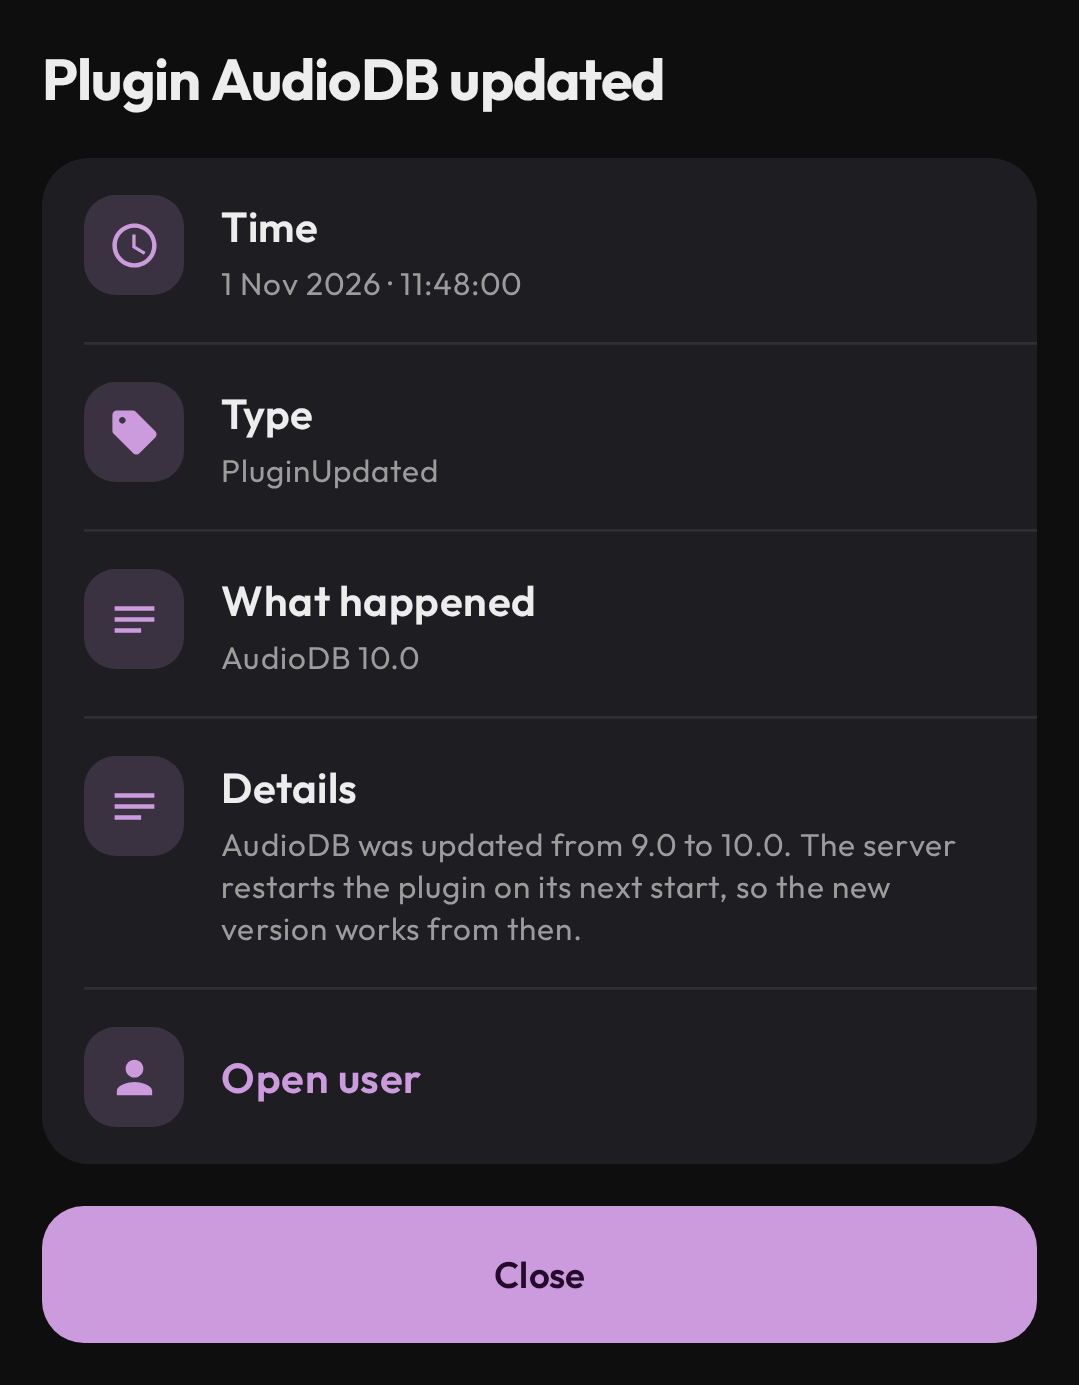 Plugin AudioDB updated
Time
1 Nov 2026 · 11:48:00
Type
PluginUpdated
What happened
AudioDB 10.0
Details
AudioDB was updated from 9.0 to 10.0. The server
restarts the plugin on its next start, so the new
version works from then.
Open user
Close